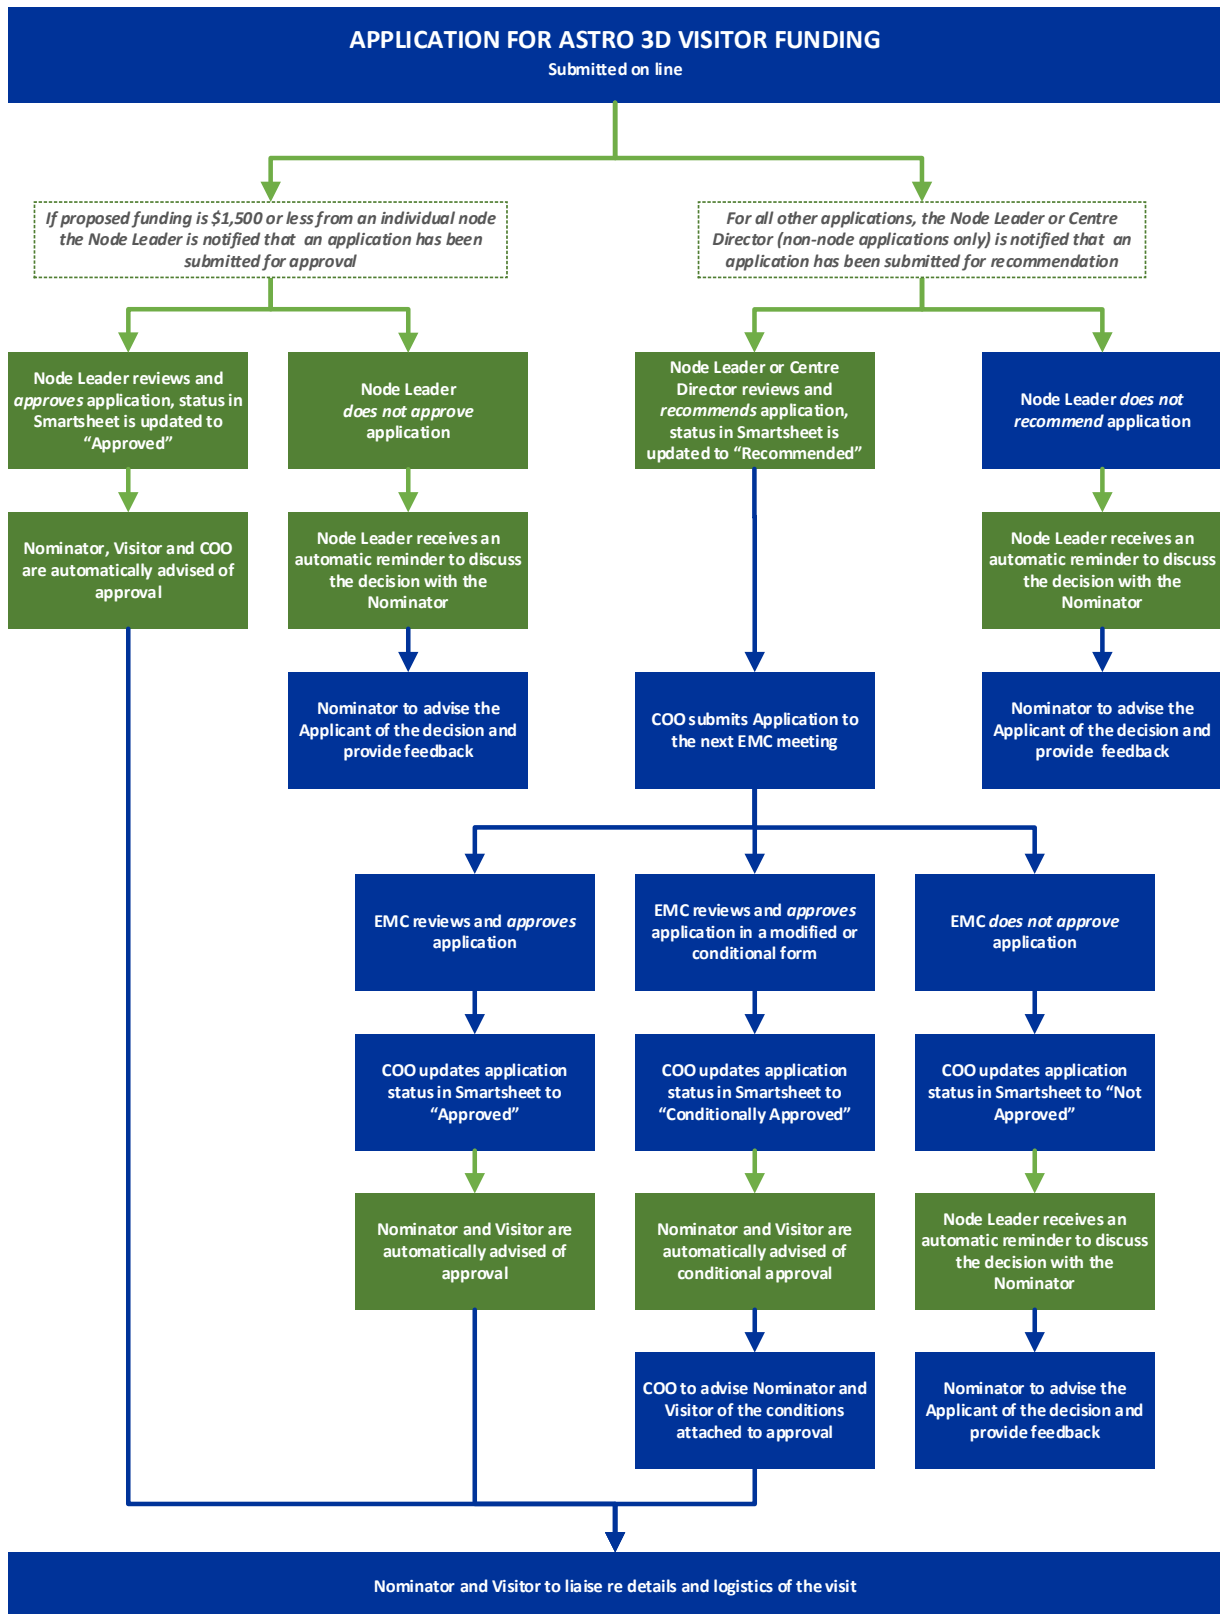 APPLICATION FOR ASTRO 3D VISITOR FUNDING
Submitted on line
If proposed funding is $1,500 or less from an individual node
the Node Leader is notified that an application has been
submitted for approval
For all other applications, the Node Leader or Centre
Director (non-node applications only) is notified that an
application has been submitted for recommendation
Node Leader reviews and
approves application, status in
Smartsheet is updated to
“Approved”
Node Leader
does not approve
application
Node Leader or Centre
Director reviews and
recommends application,
status in Smartsheet is
updated to “Recommended”
Node Leader does not
recommend application
Nominator, Visitor and COO
are automatically advised of
approval
Node Leader receives an
automatic reminder to discuss
the decision with the
Nominator
Node Leader receives an
automatic reminder to discuss
the decision with the
Nominator
Nominator to advise the
Applicant of the decision and
provide feedback
COO submits Application to
the next EMC meeting
Nominator to advise the
Applicant of the decision and
provide feedback
EMC reviews and approves
application
EMC reviews and approves
application in a modified or
conditional form
EMC does not approve
application
COO updates application
status in Smartsheet to
“Approved”
COO updates application
status in Smartsheet to
“Conditionally Approved”
COO updates application
status in Smartsheet to “Not
Approved”
Nominator and Visitor are
automatically advised of
approval
Nominator and Visitor are
automatically advised of
conditional approval
Node Leader receives an
automatic reminder to discuss
the decision with the
Nominator
COO to advise Nominator and
Visitor of the conditions
attached to approval
Nominator to advise the
Applicant of the decision and
provide feedback
Nominator and Visitor to liaise re details and logistics of the visit